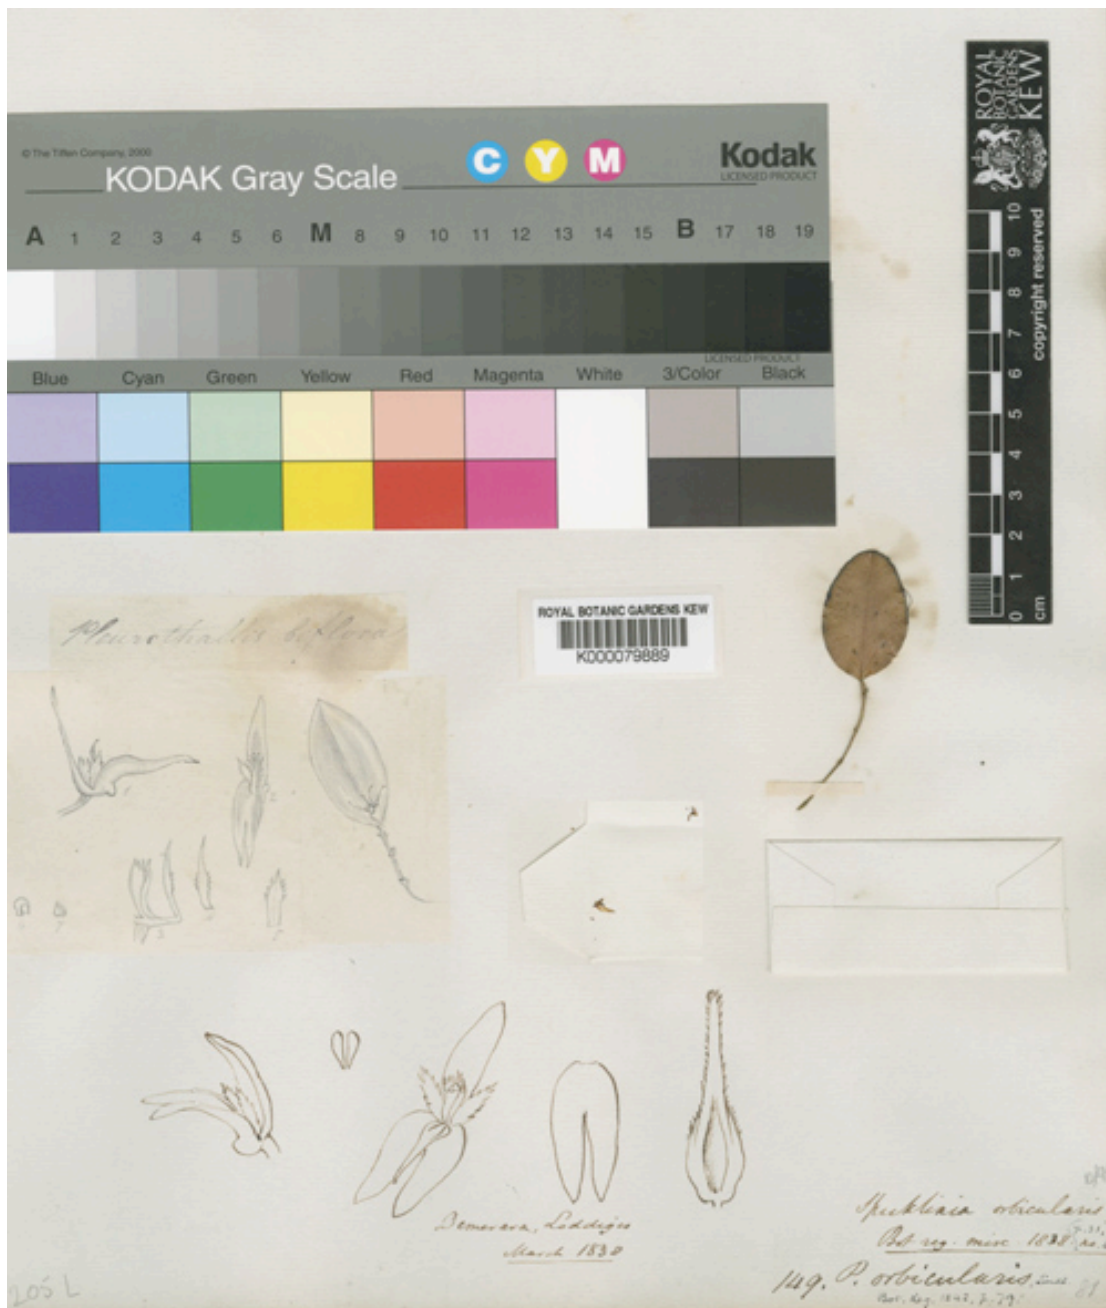 ROYAL
BOTANIC
GARDENS
KEW
© The Tiffen Company, 2000
KODAK Gray Scale
C Y M
Kodak
LICENSED PRODUCT
A 1 2 3 4 5 6 M 8 9 10 11 12 13 14 15 B 17 18 19
LICENSED PRODUCT
Blue Cyan Green Yellow Red Magenta White 3/Color Black
copyright reserved
0 1 2 3 4 5 6 7 8 9 10
cm
Pleurothallis biflora
ROYAL BOTANIC GARDENS KEW
K000079889
Demerara, Loddiges
March 1838
Specklinia orbicularis
Bot. reg. misc. 1838
149. P. orbicularis
Bot. Reg. 1842
205 L